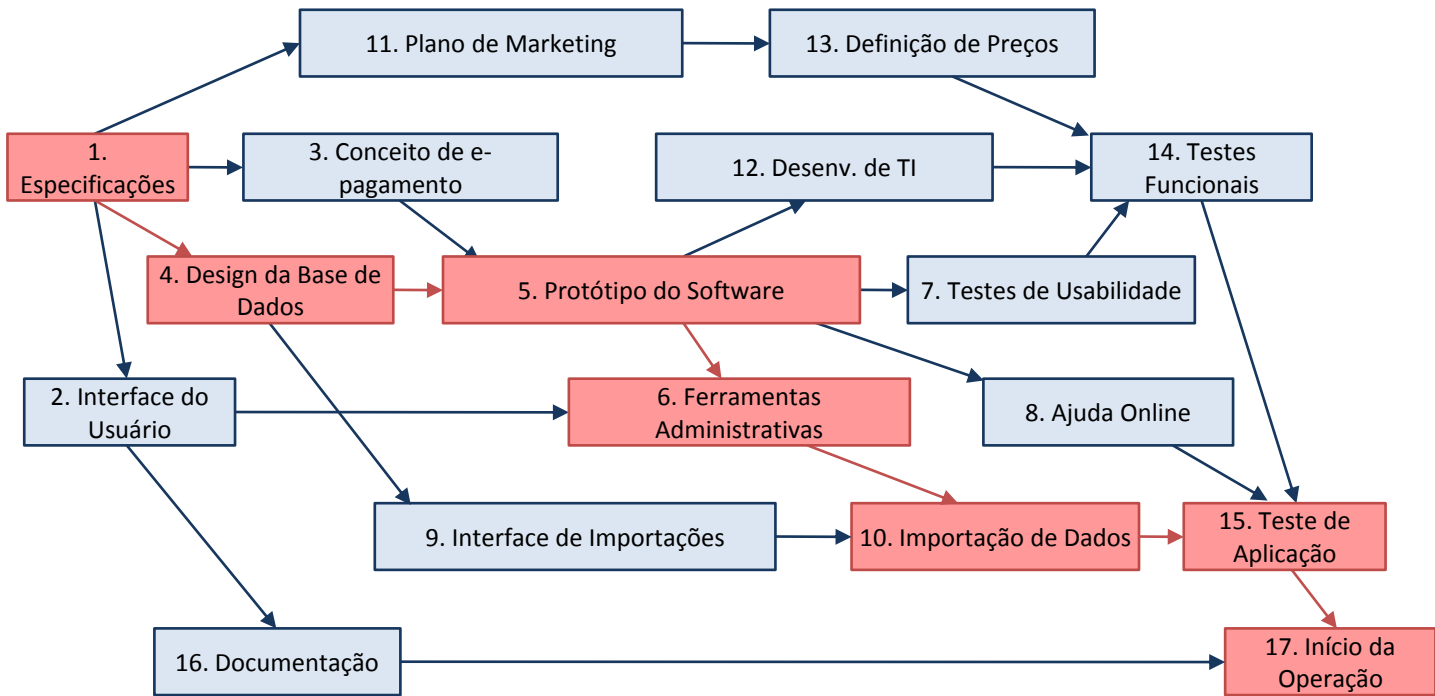 11. Plano de Marketing
13. Definição de Preços
1.
Especificações
3. Conceito de e-
pagamento
12. Desenv. de TI
14. Testes
Funcionais
4. Design da Base de
Dados
5. Protótipo do Software
7. Testes de Usabilidade
2. Interface do
Usuário
6. Ferramentas
Administrativas
8. Ajuda Online
9. Interface de Importações
10. Importação de Dados
15. Teste de
Aplicação
16. Documentação
17. Início da
Operação